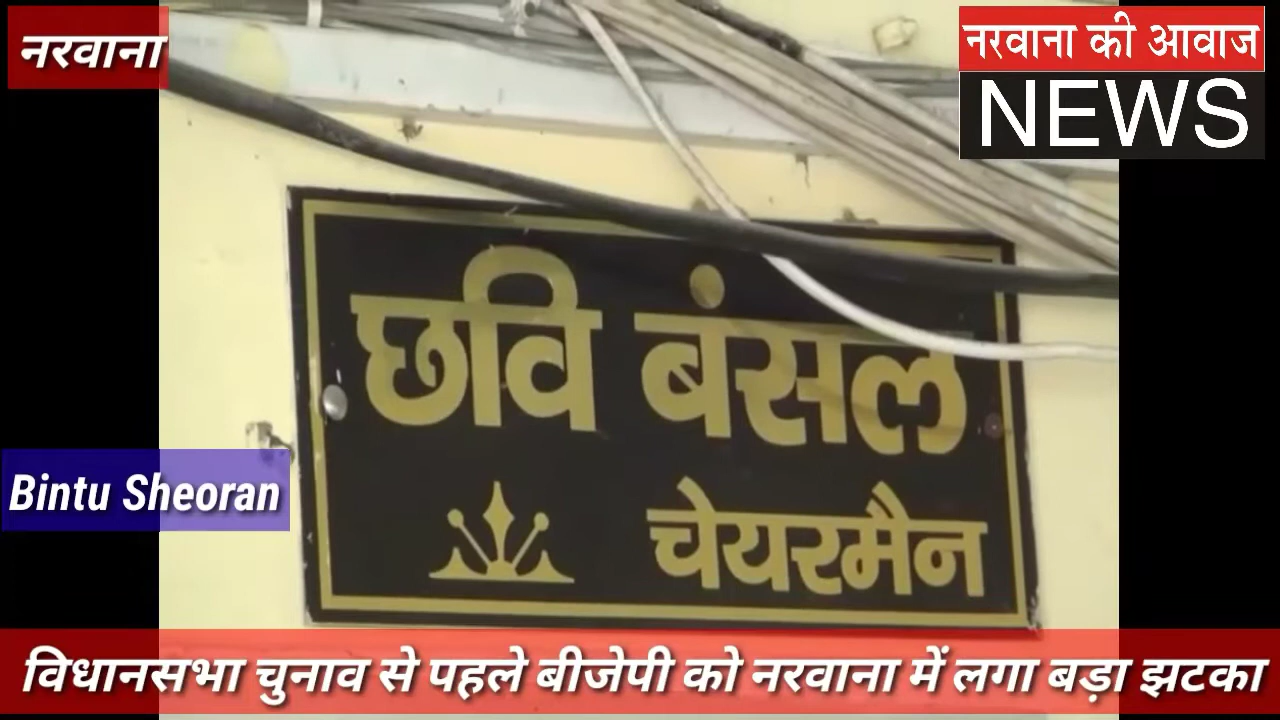 नरवाना
नरवाना की आवाज
NEWS
छवि बंसल
चेयरमैन
Bintu Sheoran
विधानसभा चुनाव से पहले बीजेपी को नरवाना में लगा बड़ा झटका